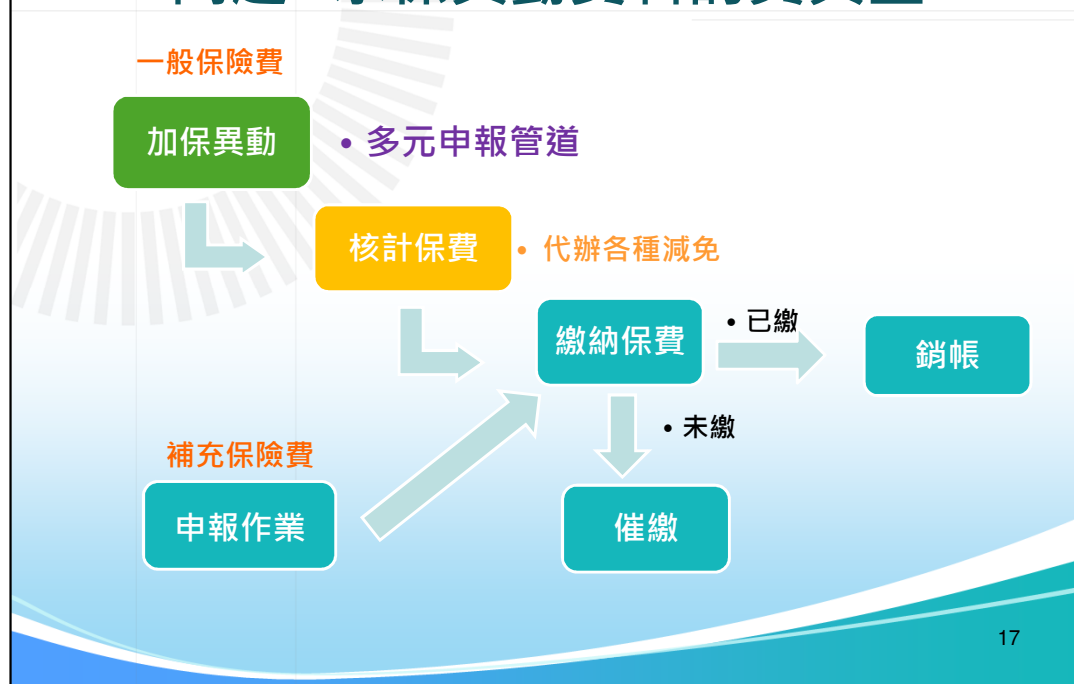 一般保險費
加保異動
• 多元申報管道
核計保費
• 代辦各種減免
繳納保費
• 已繳
銷帳
• 未繳
補充保險費
申報作業
催繳
17